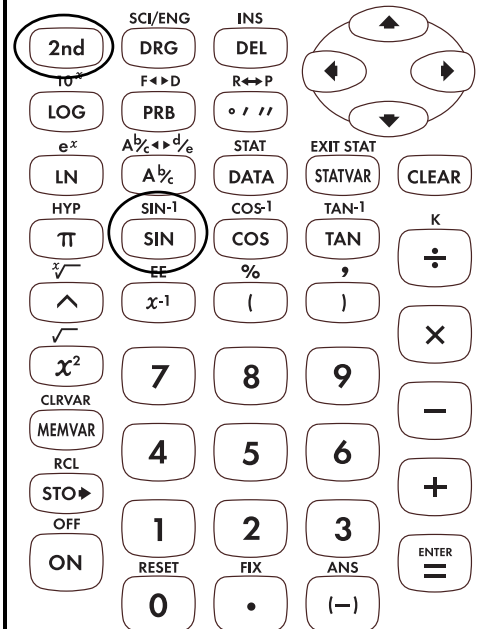 SCI/ENG INS
2nd DRG DEL
10ˣ F◄►D R↔P
LOG PRB ° ′ ″
eˣ Ab/c◄►d/e STAT EXIT STAT
LN Ab/c DATA STATVAR CLEAR
HYP SIN-1 COS-1 TAN-1 K
π SIN COS TAN ÷
ˣ√ EE % ,
^ x-1 ( ) ×
√
x² 7 8 9
CLRVAR −
MEMVAR 4 5 6
RCL
STO► +
OFF
ON 1 2 3 ENTER
=
RESET FIX ANS
0 . (−)